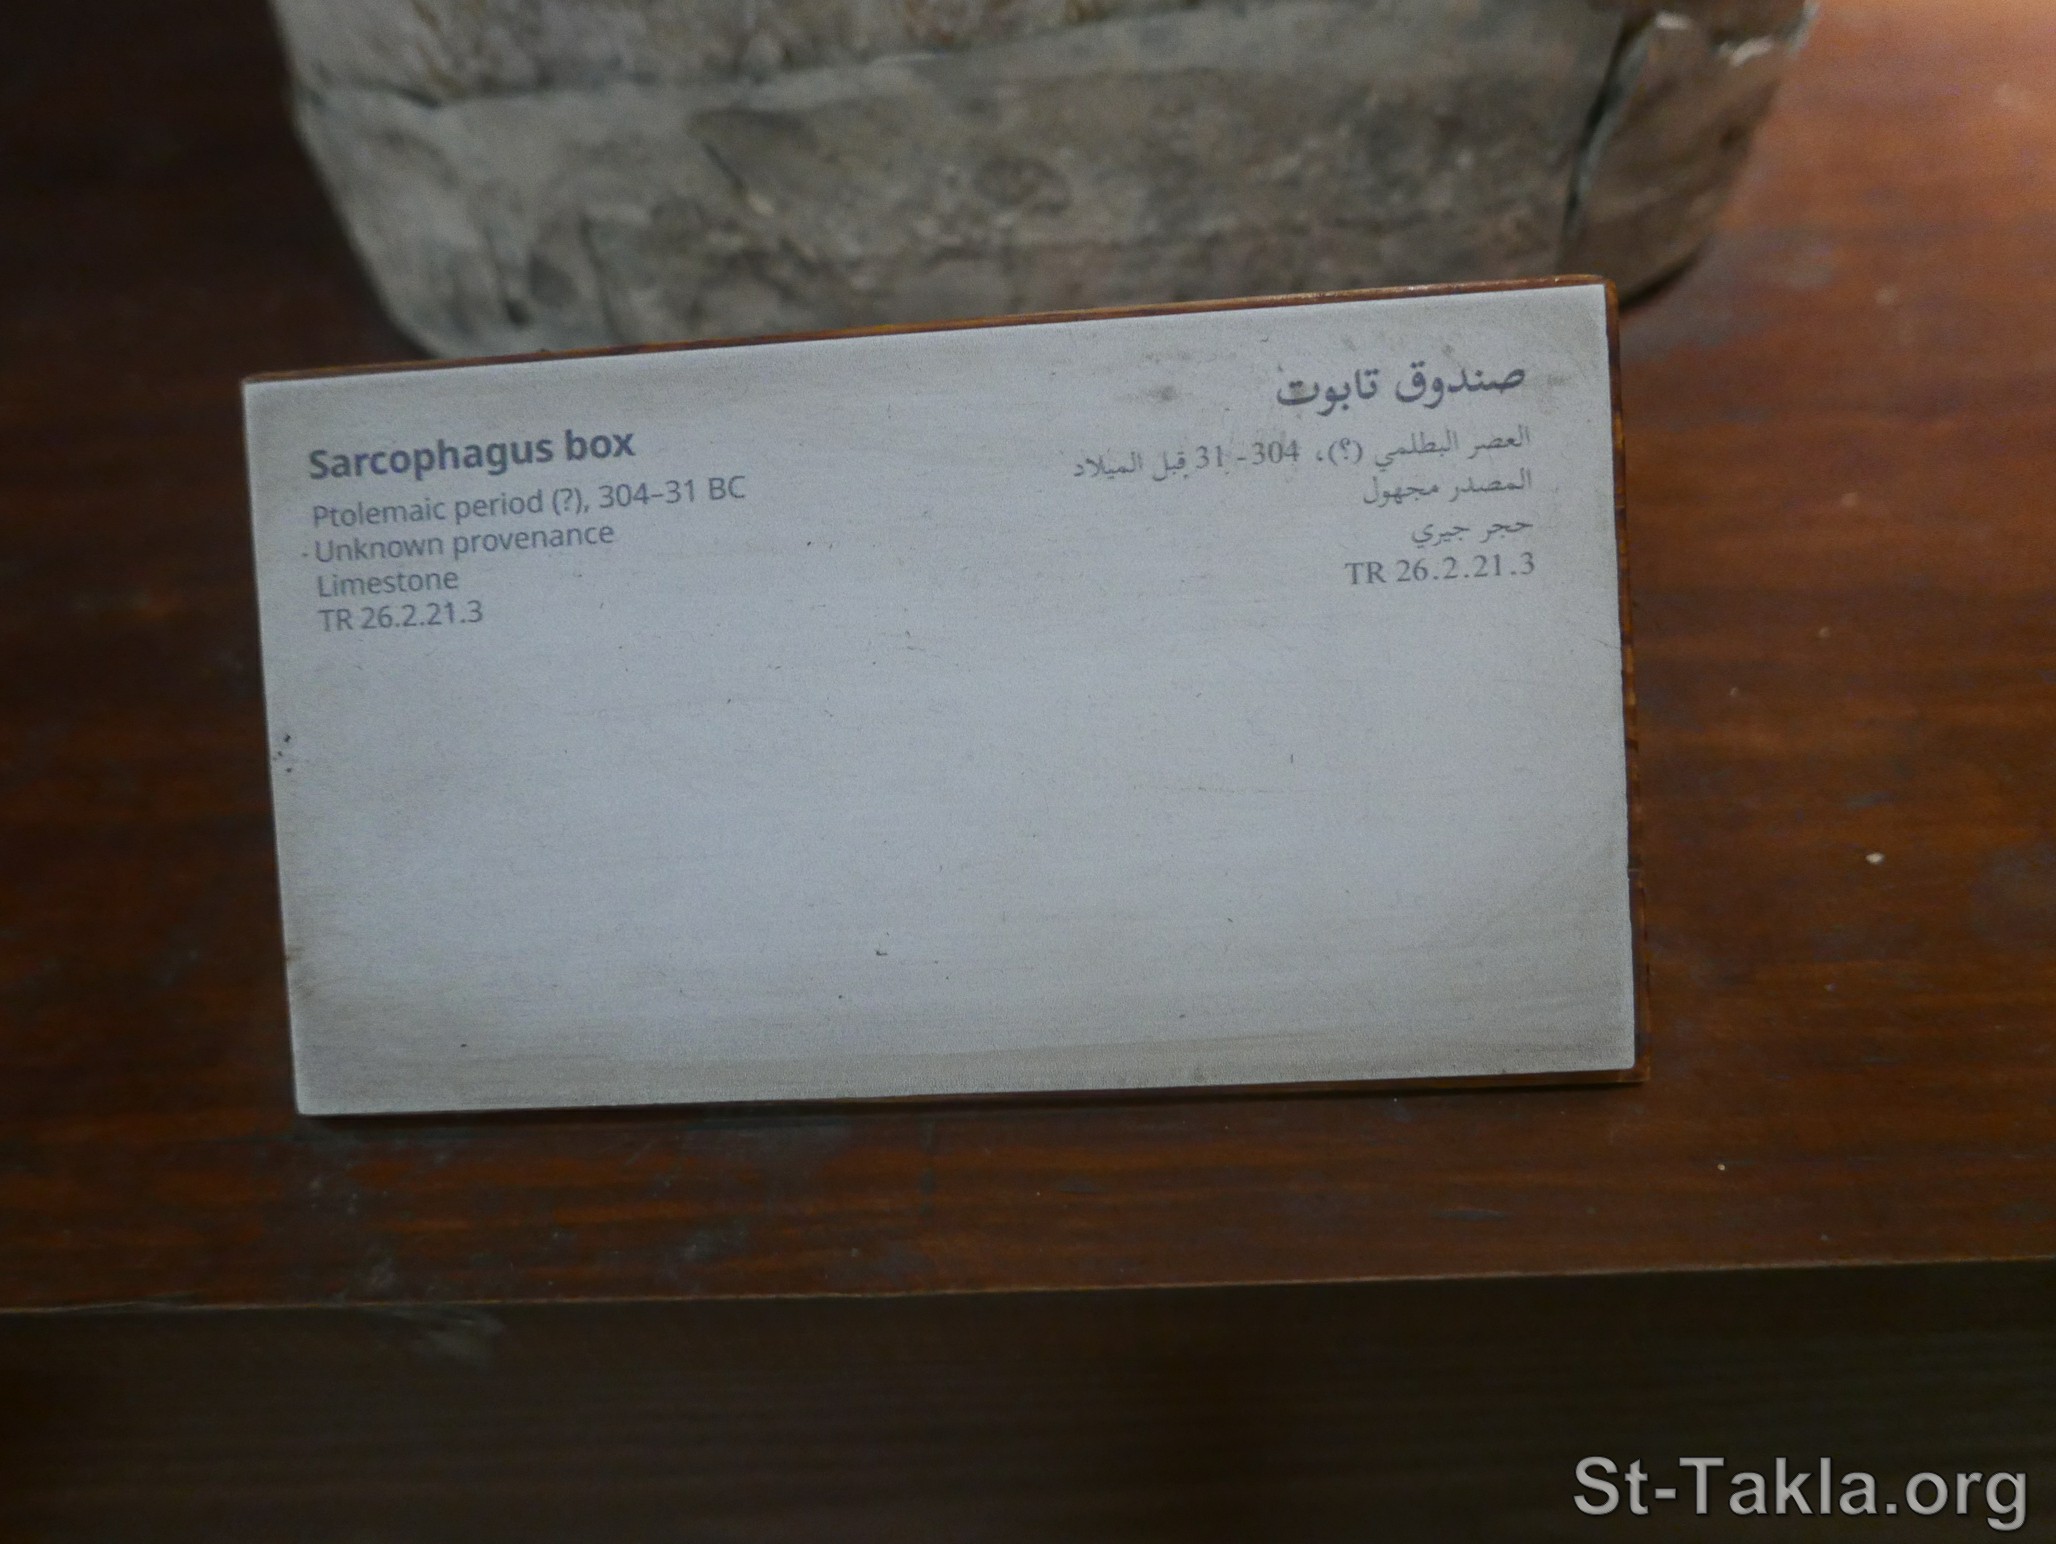 Sarcophagus box
Ptolemaic period (?), 304–31 BC
Unknown provenance
Limestone
TR 26.2.21.3
صندوق تابوت
العصر البطلمي (؟)، 304- 31 قبل الميلاد
المصدر مجهول
حجر جيري
TR 26.2.21.3
St-Takla.org